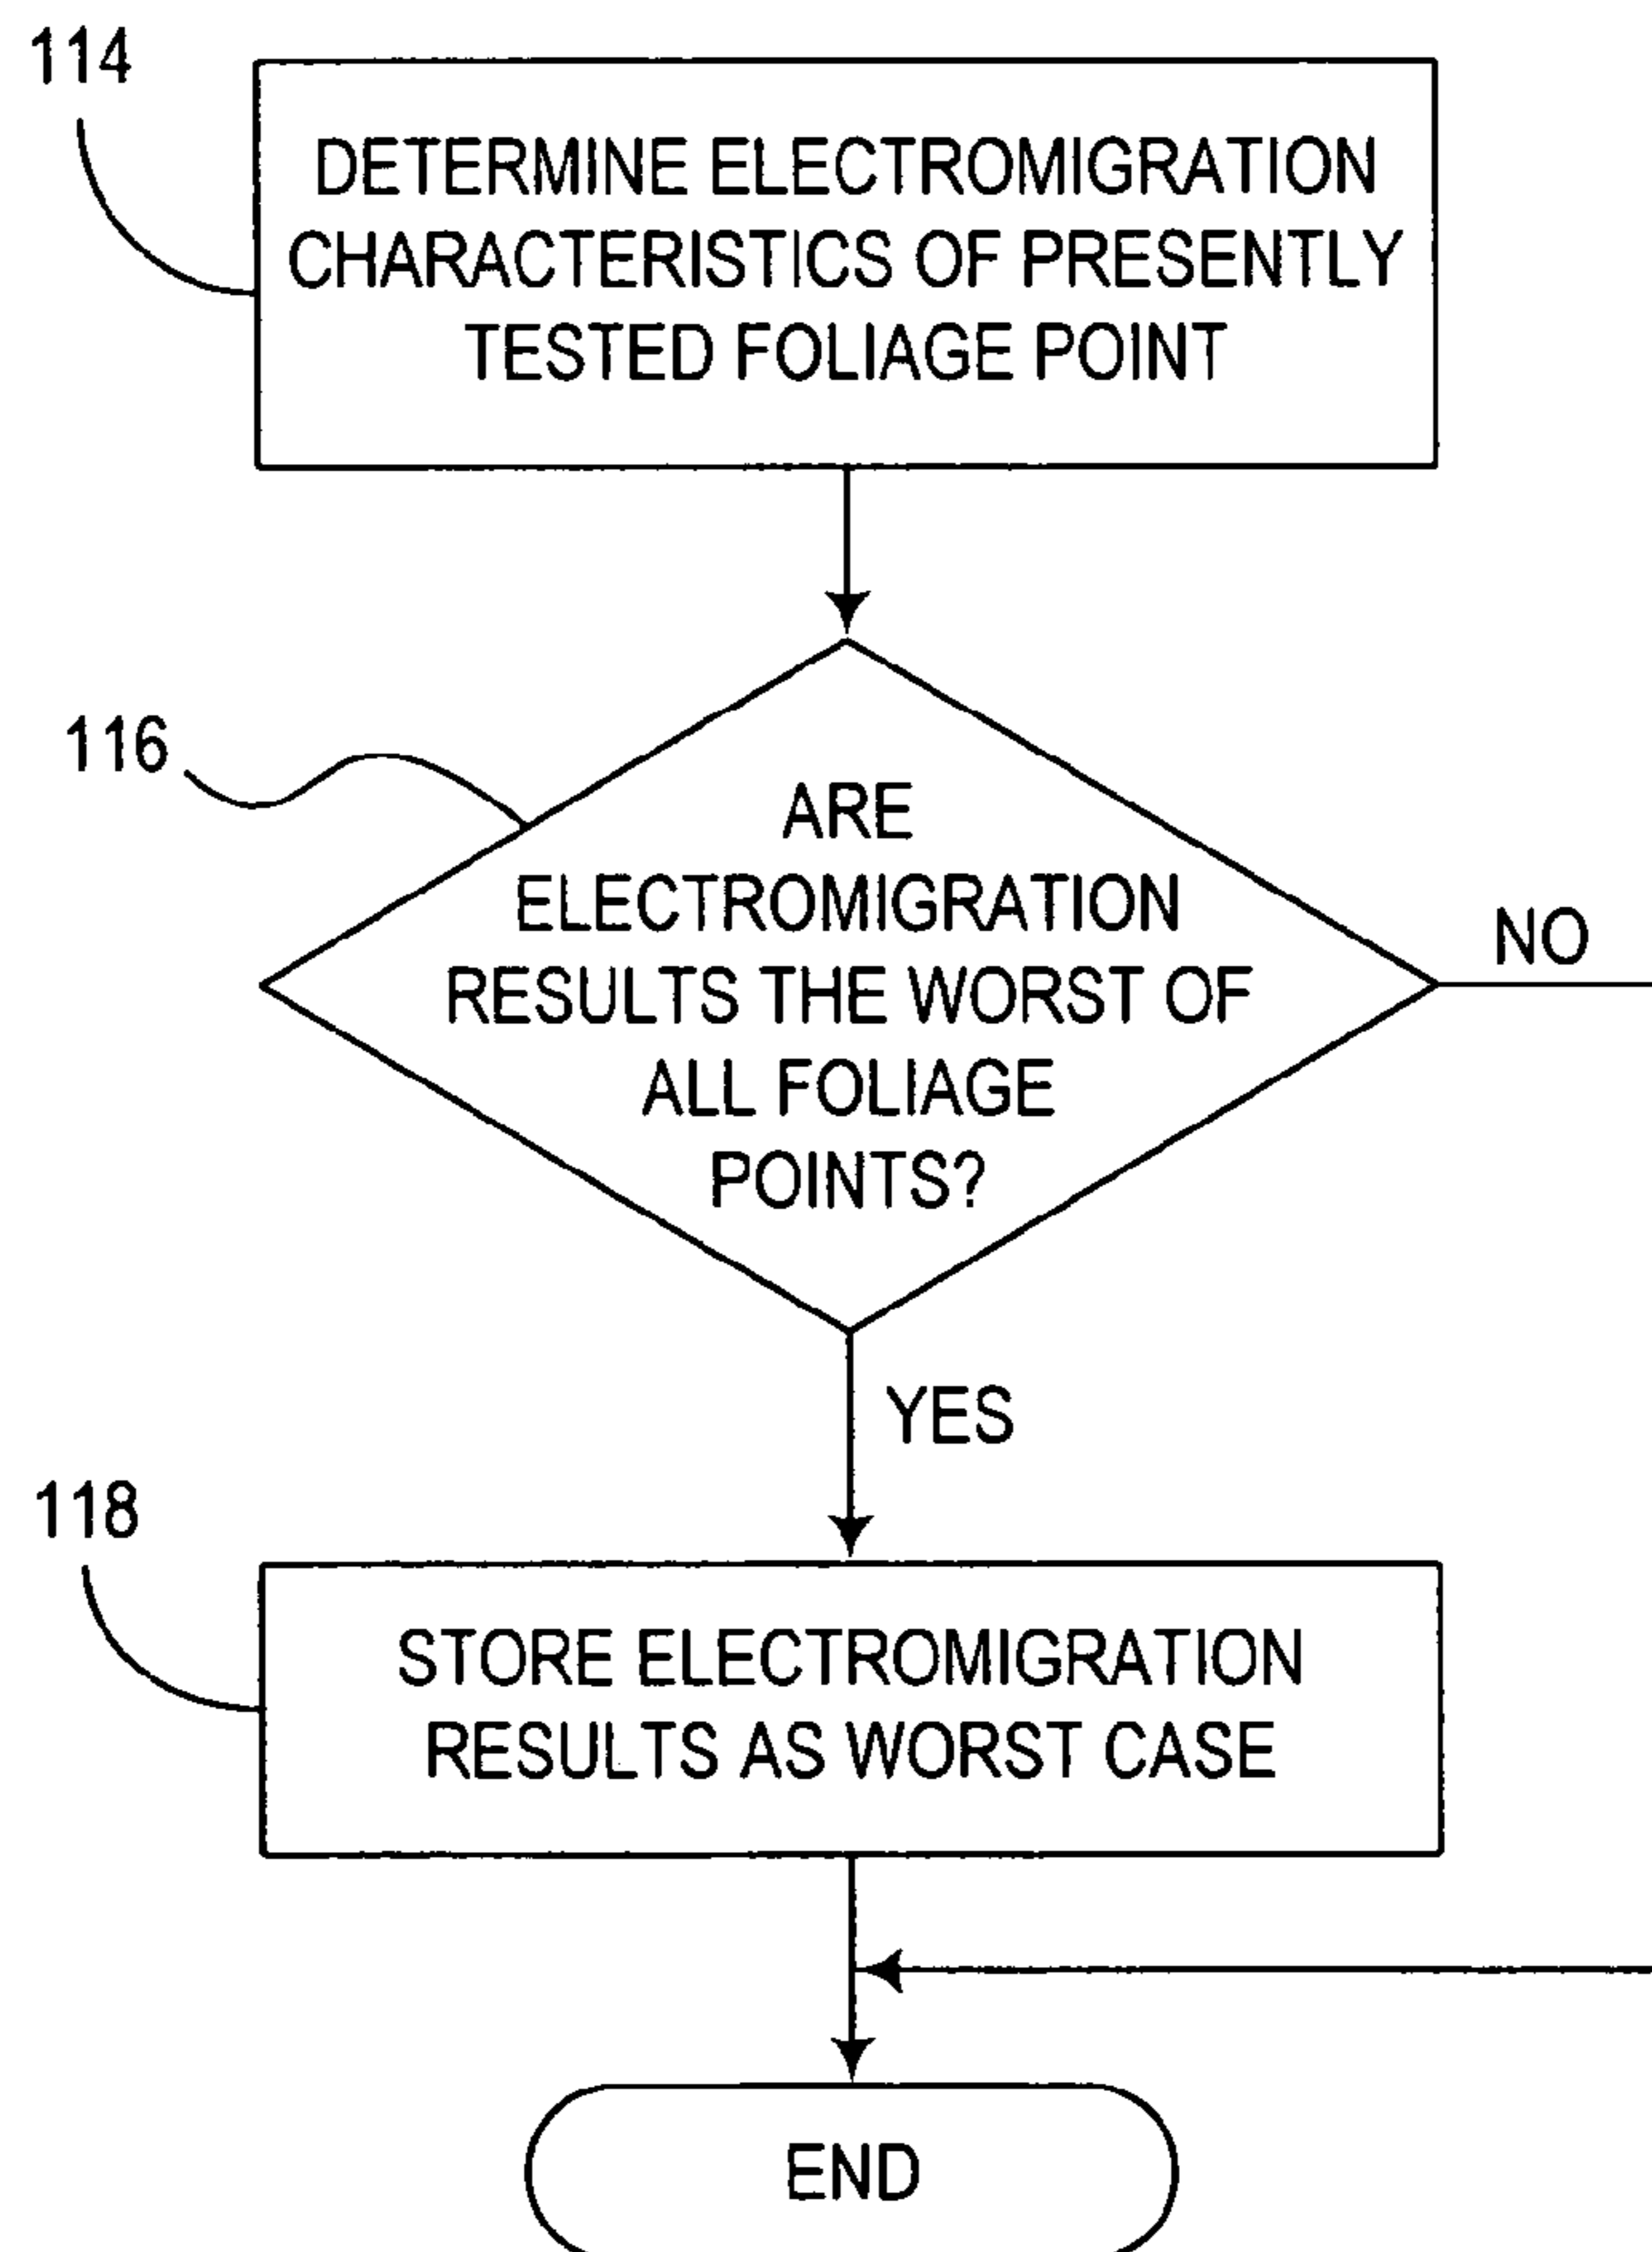 114
DETERMINE ELECTROMIGRATION
CHARACTERISTICS OF PRESENTLY
TESTED FOLIAGE POINT
116
ARE
ELECTROMIGRATION
RESULTS THE WORST OF
ALL FOLIAGE
POINTS?
NO
YES
118
STORE ELECTROMIGRATION
RESULTS AS WORST CASE
END